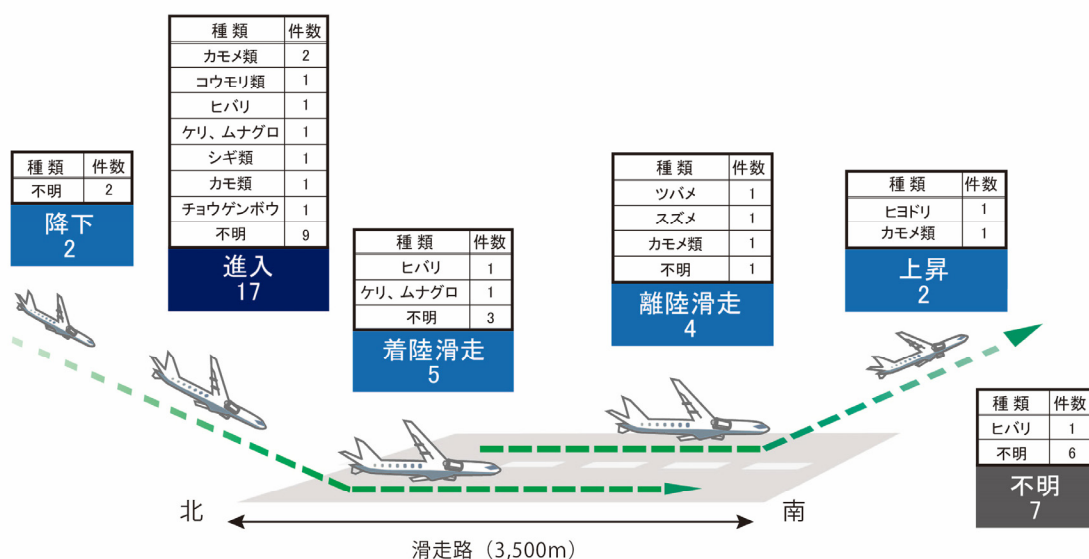 種類 件数
不明 2
降下
2
種類 件数
カモメ類 2
コウモリ類 1
ヒバリ 1
ケリ、ムナグロ 1
シギ類 1
カモ類 1
チョウゲンボウ 1
不明 9
進入
17
種類 件数
ヒバリ 1
ケリ、ムナグロ 1
不明 3
着陸滑走
5
種類 件数
ツバメ 1
スズメ 1
カモメ類 1
不明 1
離陸滑走
4
種類 件数
ヒヨドリ 1
カモメ類 1
上昇
2
種類 件数
ヒバリ 1
不明 6
不明
7
北 南
滑走路（3,500m）